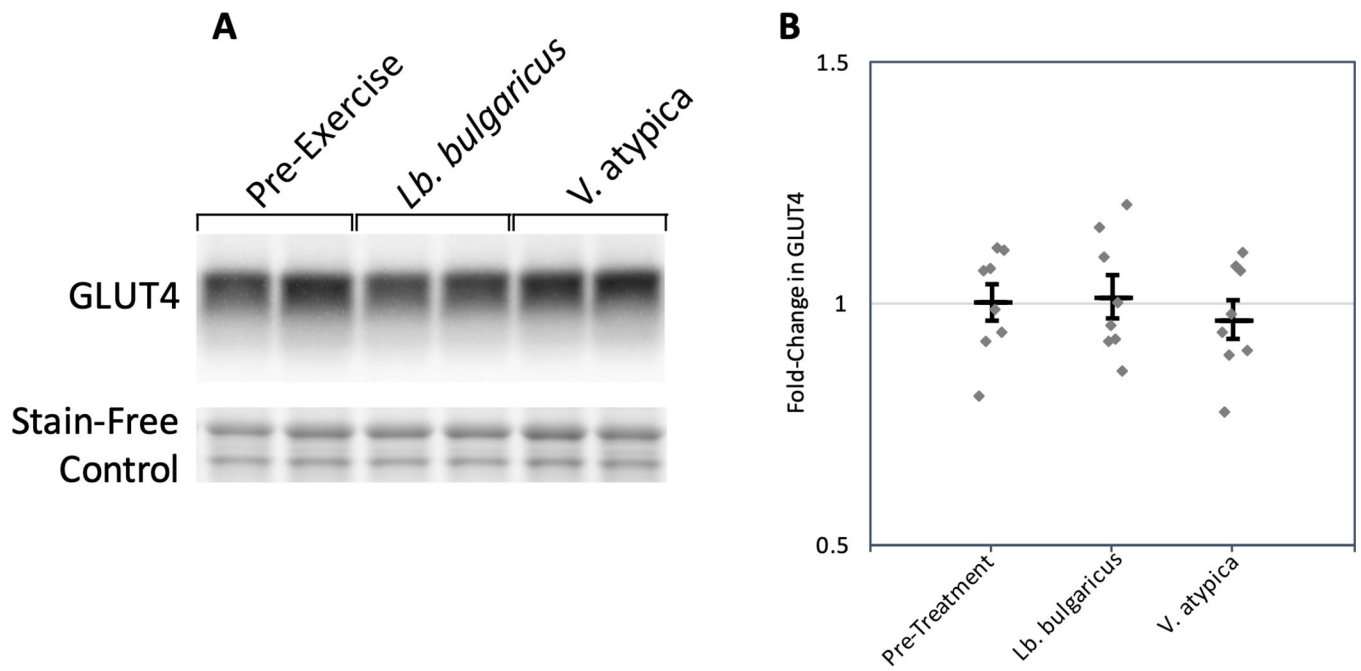 A
Pre-Exercise
Lb. bulgaricus
V. atypica
GLUT4
Stain-Free
Control
B
Fold-Change in GLUT4
1.5
1
0.5
Pre-Treatment
Lb. bulgaricus
V. atypica